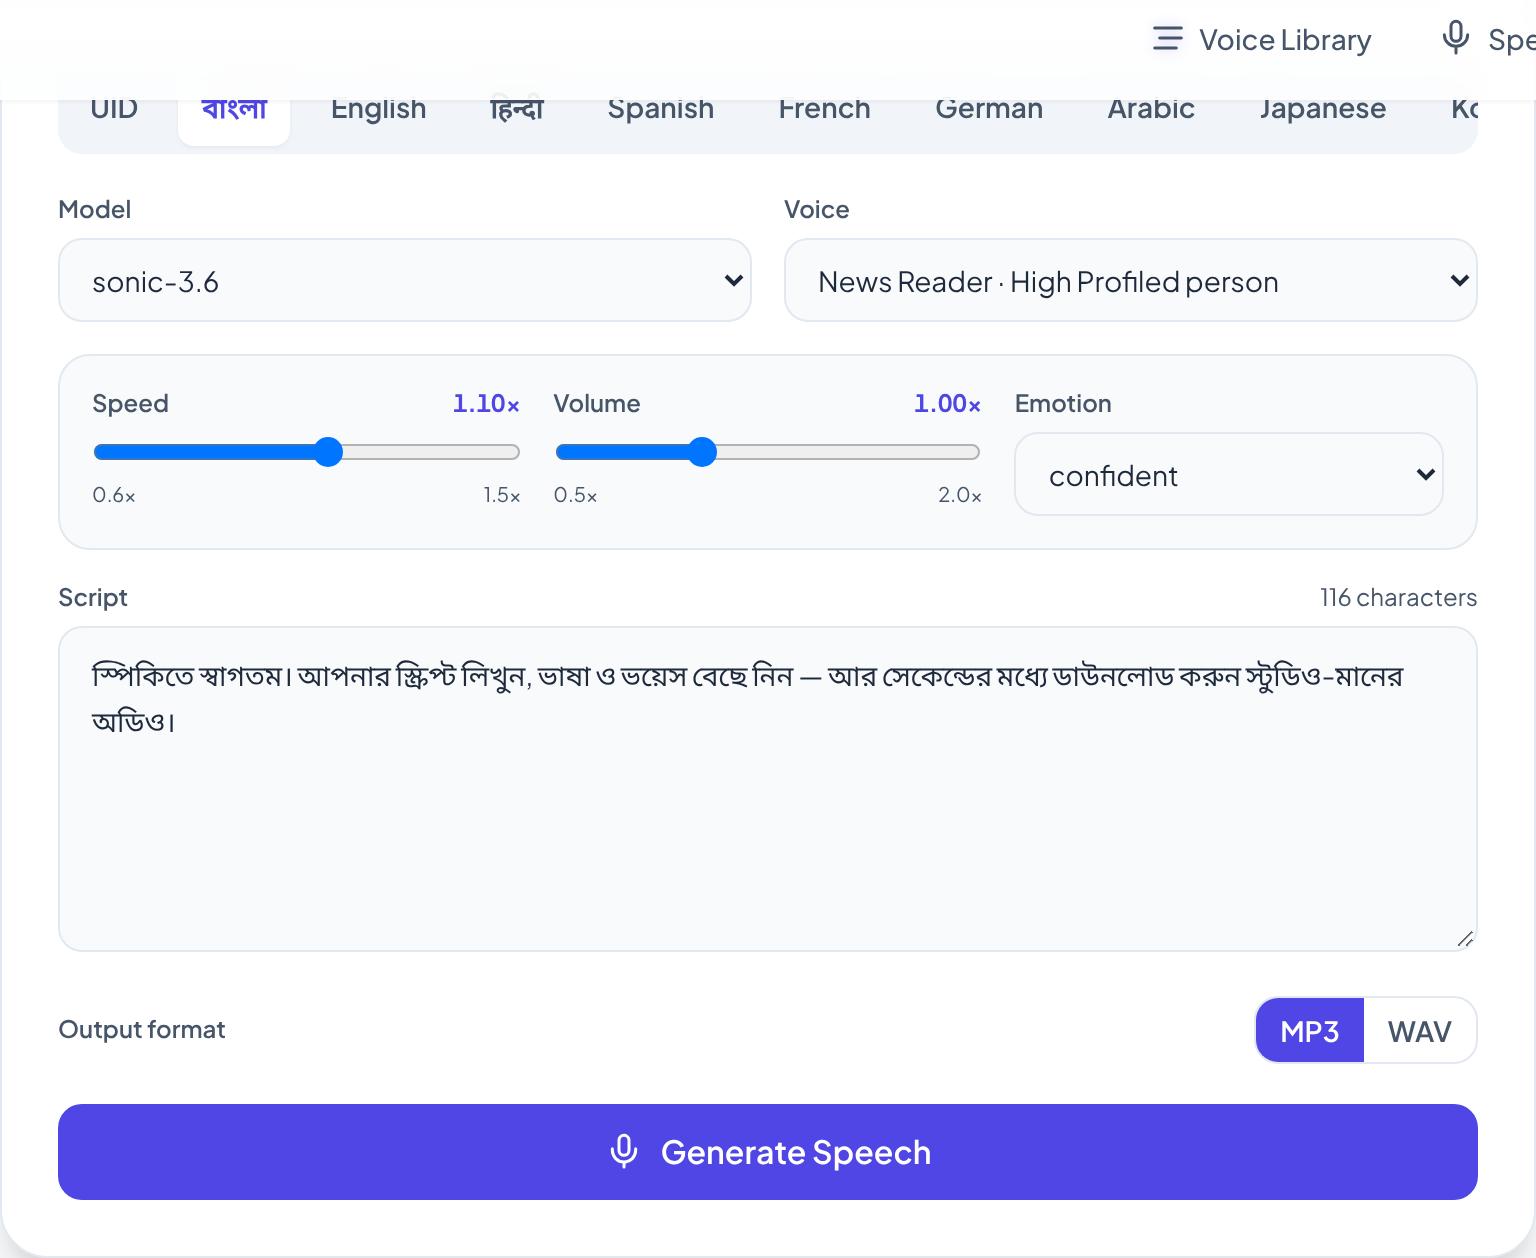 Voice Library
UID বাংলা English हिन्दी Spanish French German Arabic Japanese
Model Voice
sonic-3.6 News Reader · High Profiled person
Speed 1.10× Volume 1.00× Emotion
confident
0.6× 1.5× 0.5× 2.0×
Script 116 characters
স্পিকিতে স্বাগতম। আপনার স্ক্রিপ্ট লিখুন, ভাষা ও ভয়েস বেছে নিন — আর সেকেন্ডের মধ্যে ডাউনলোড করুন স্টুডিও-মানের
অডিও।
Output format MP3 WAV
Generate Speech